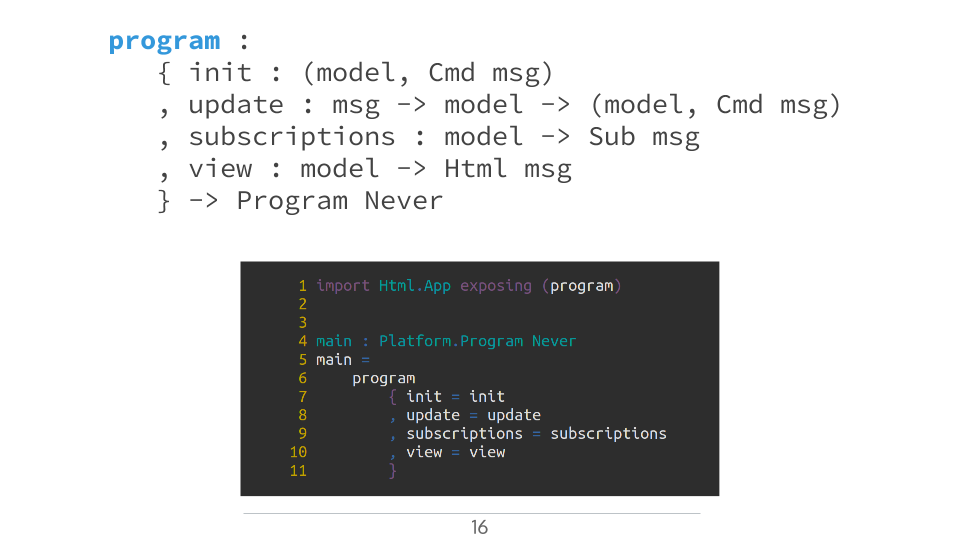 program :
{ init : (model, Cmd msg)
, update : msg -> model -> (model, Cmd msg)
, subscriptions : model -> Sub msg
, view : model -> Html msg
} -> Program Never
1 import Html.App exposing (program)
2
3
4 main : Platform.Program Never
5 main =
6 program
7 { init = init
8 , update = update
9 , subscriptions = subscriptions
10 , view = view
11 }
16